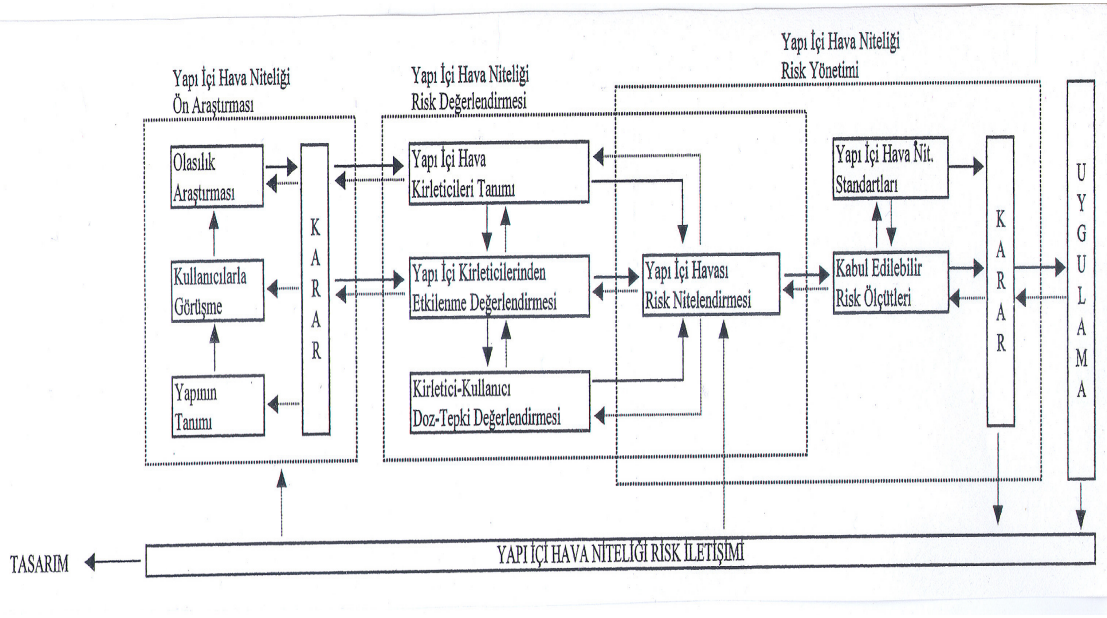 Yapı İçi Hava Niteliği
Ön Araştırması
Yapı İçi Hava Niteliği
Risk Değerlendirmesi
Yapı İçi Hava Niteliği
Risk Yönetimi
Olasılık
Araştırması
Kullanıcılarla
Görüşme
Yapının
Tanımı
KARAR
Yapı İçi Hava
Kirleticileri Tanımı
Yapı İçi Kirleticilerinden
Etkilenme Değerlendirmesi
Kirletici-Kullanıcı
Doz-Tepki Değerlendirmesi
Yapı İçi Havası
Risk Nitelendirmesi
Yapı İçi Hava Nit.
Standartları
Kabul Edilebilir
Risk Ölçütleri
KARAR
UYGULAMA
YAPI İÇİ HAVA NİTELİĞİ RİSK İLETİŞİMİ
TASARIM